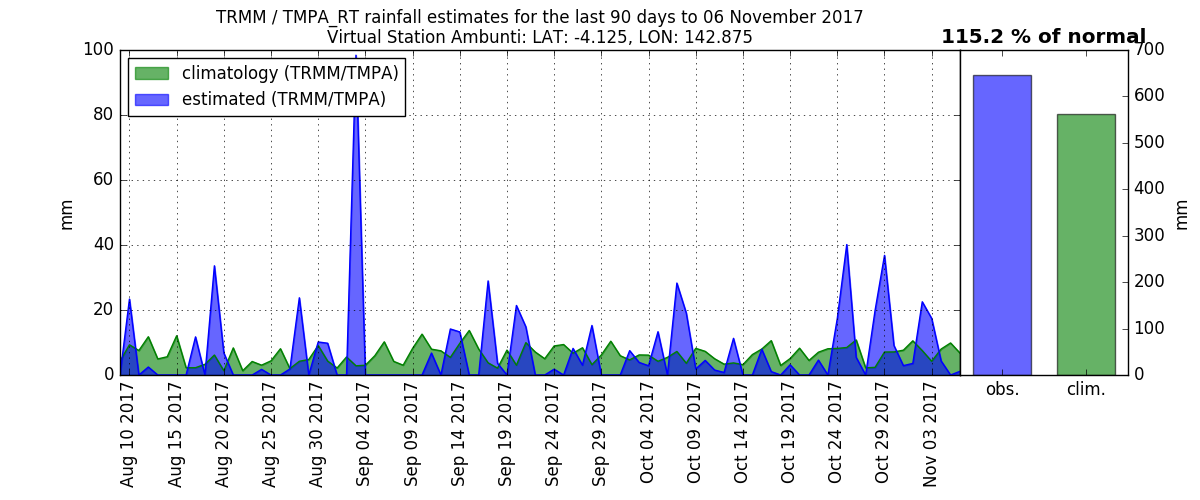 TRMM / TMPA_RT rainfall estimates for the last 90 days to 06 November 2017
Virtual Station Ambunti: LAT: -4.125, LON: 142.875
115.2 % of normal
climatology (TRMM/TMPA)
estimated (TRMM/TMPA)
100
80
60
40
20
0
mm
Aug 10 2017
Aug 15 2017
Aug 20 2017
Aug 25 2017
Aug 30 2017
Sep 04 2017
Sep 09 2017
Sep 14 2017
Sep 19 2017
Sep 24 2017
Sep 29 2017
Oct 04 2017
Oct 09 2017
Oct 14 2017
Oct 19 2017
Oct 24 2017
Oct 29 2017
Nov 03 2017
obs.
clim.
700
600
500
400
300
200
100
0
mm